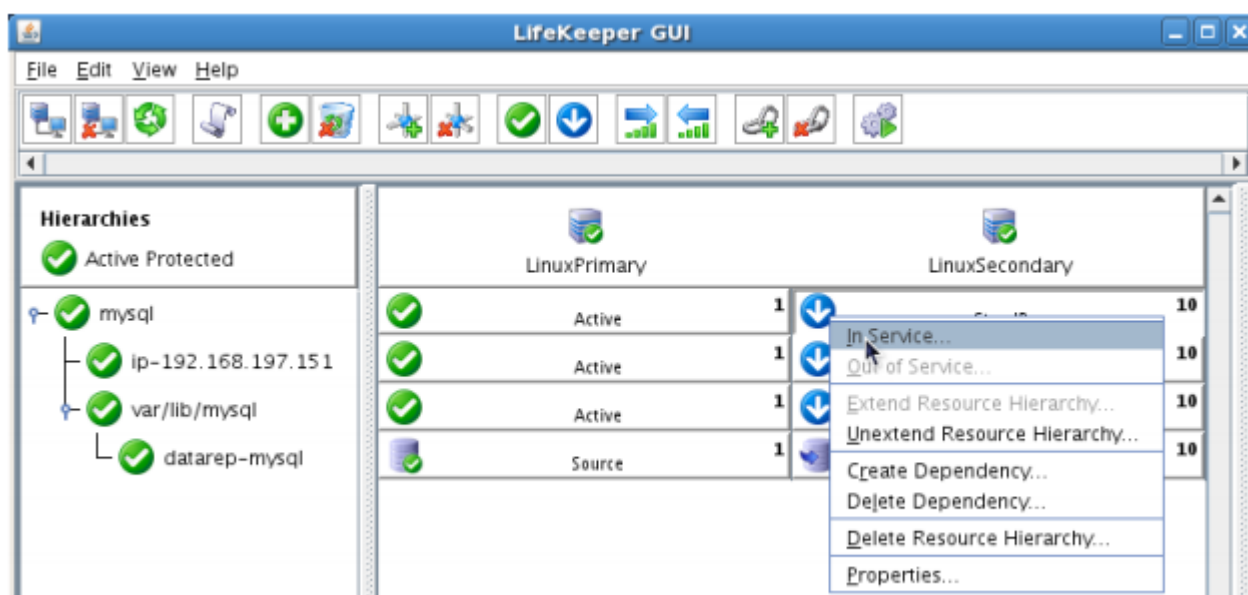 LifeKeeper GUI
File Edit View Help
Hierarchies
Active Protected
LinuxPrimary
LinuxSecondary
mysql
Active 1
10
ip-192.168.197.151
Active 1
10
var/lib/mysql
Active 1
10
datarep-mysql
Source 1
10
In Service...
Out of Service...
Extend Resource Hierarchy...
Unextend Resource Hierarchy...
Create Dependency...
Delete Dependency...
Delete Resource Hierarchy...
Properties...